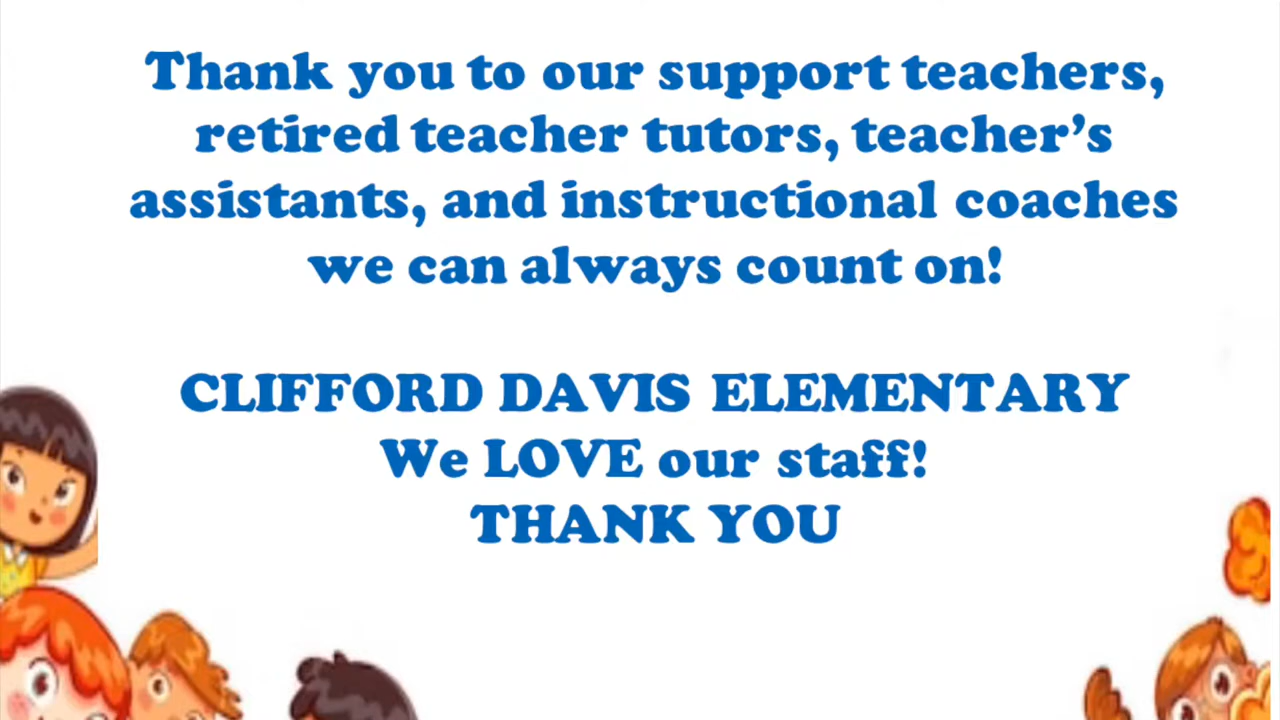 Thank you to our support teachers,
retired teacher tutors, teacher’s
assistants, and instructional coaches
we can always count on!
CLIFFORD DAVIS ELEMENTARY
We LOVE our staff!
THANK YOU